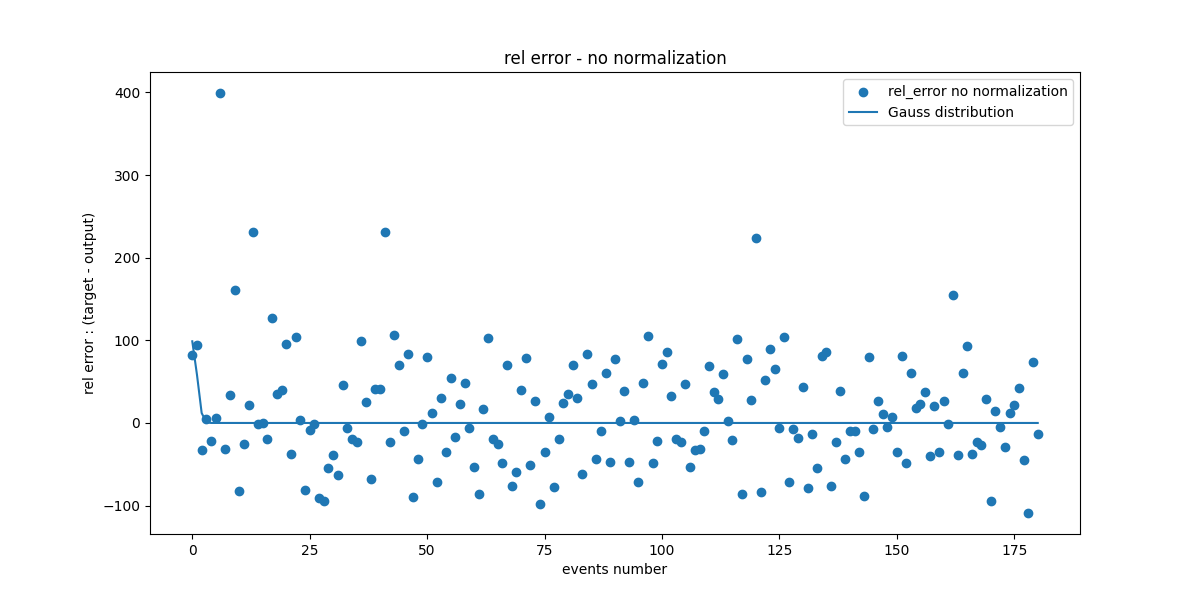 rel error - no normalization
rel_error no normalization
Gauss distribution
rel error : (target - output)
400
300
200
100
0
−100
0
25
50
75
100
125
150
175
events number